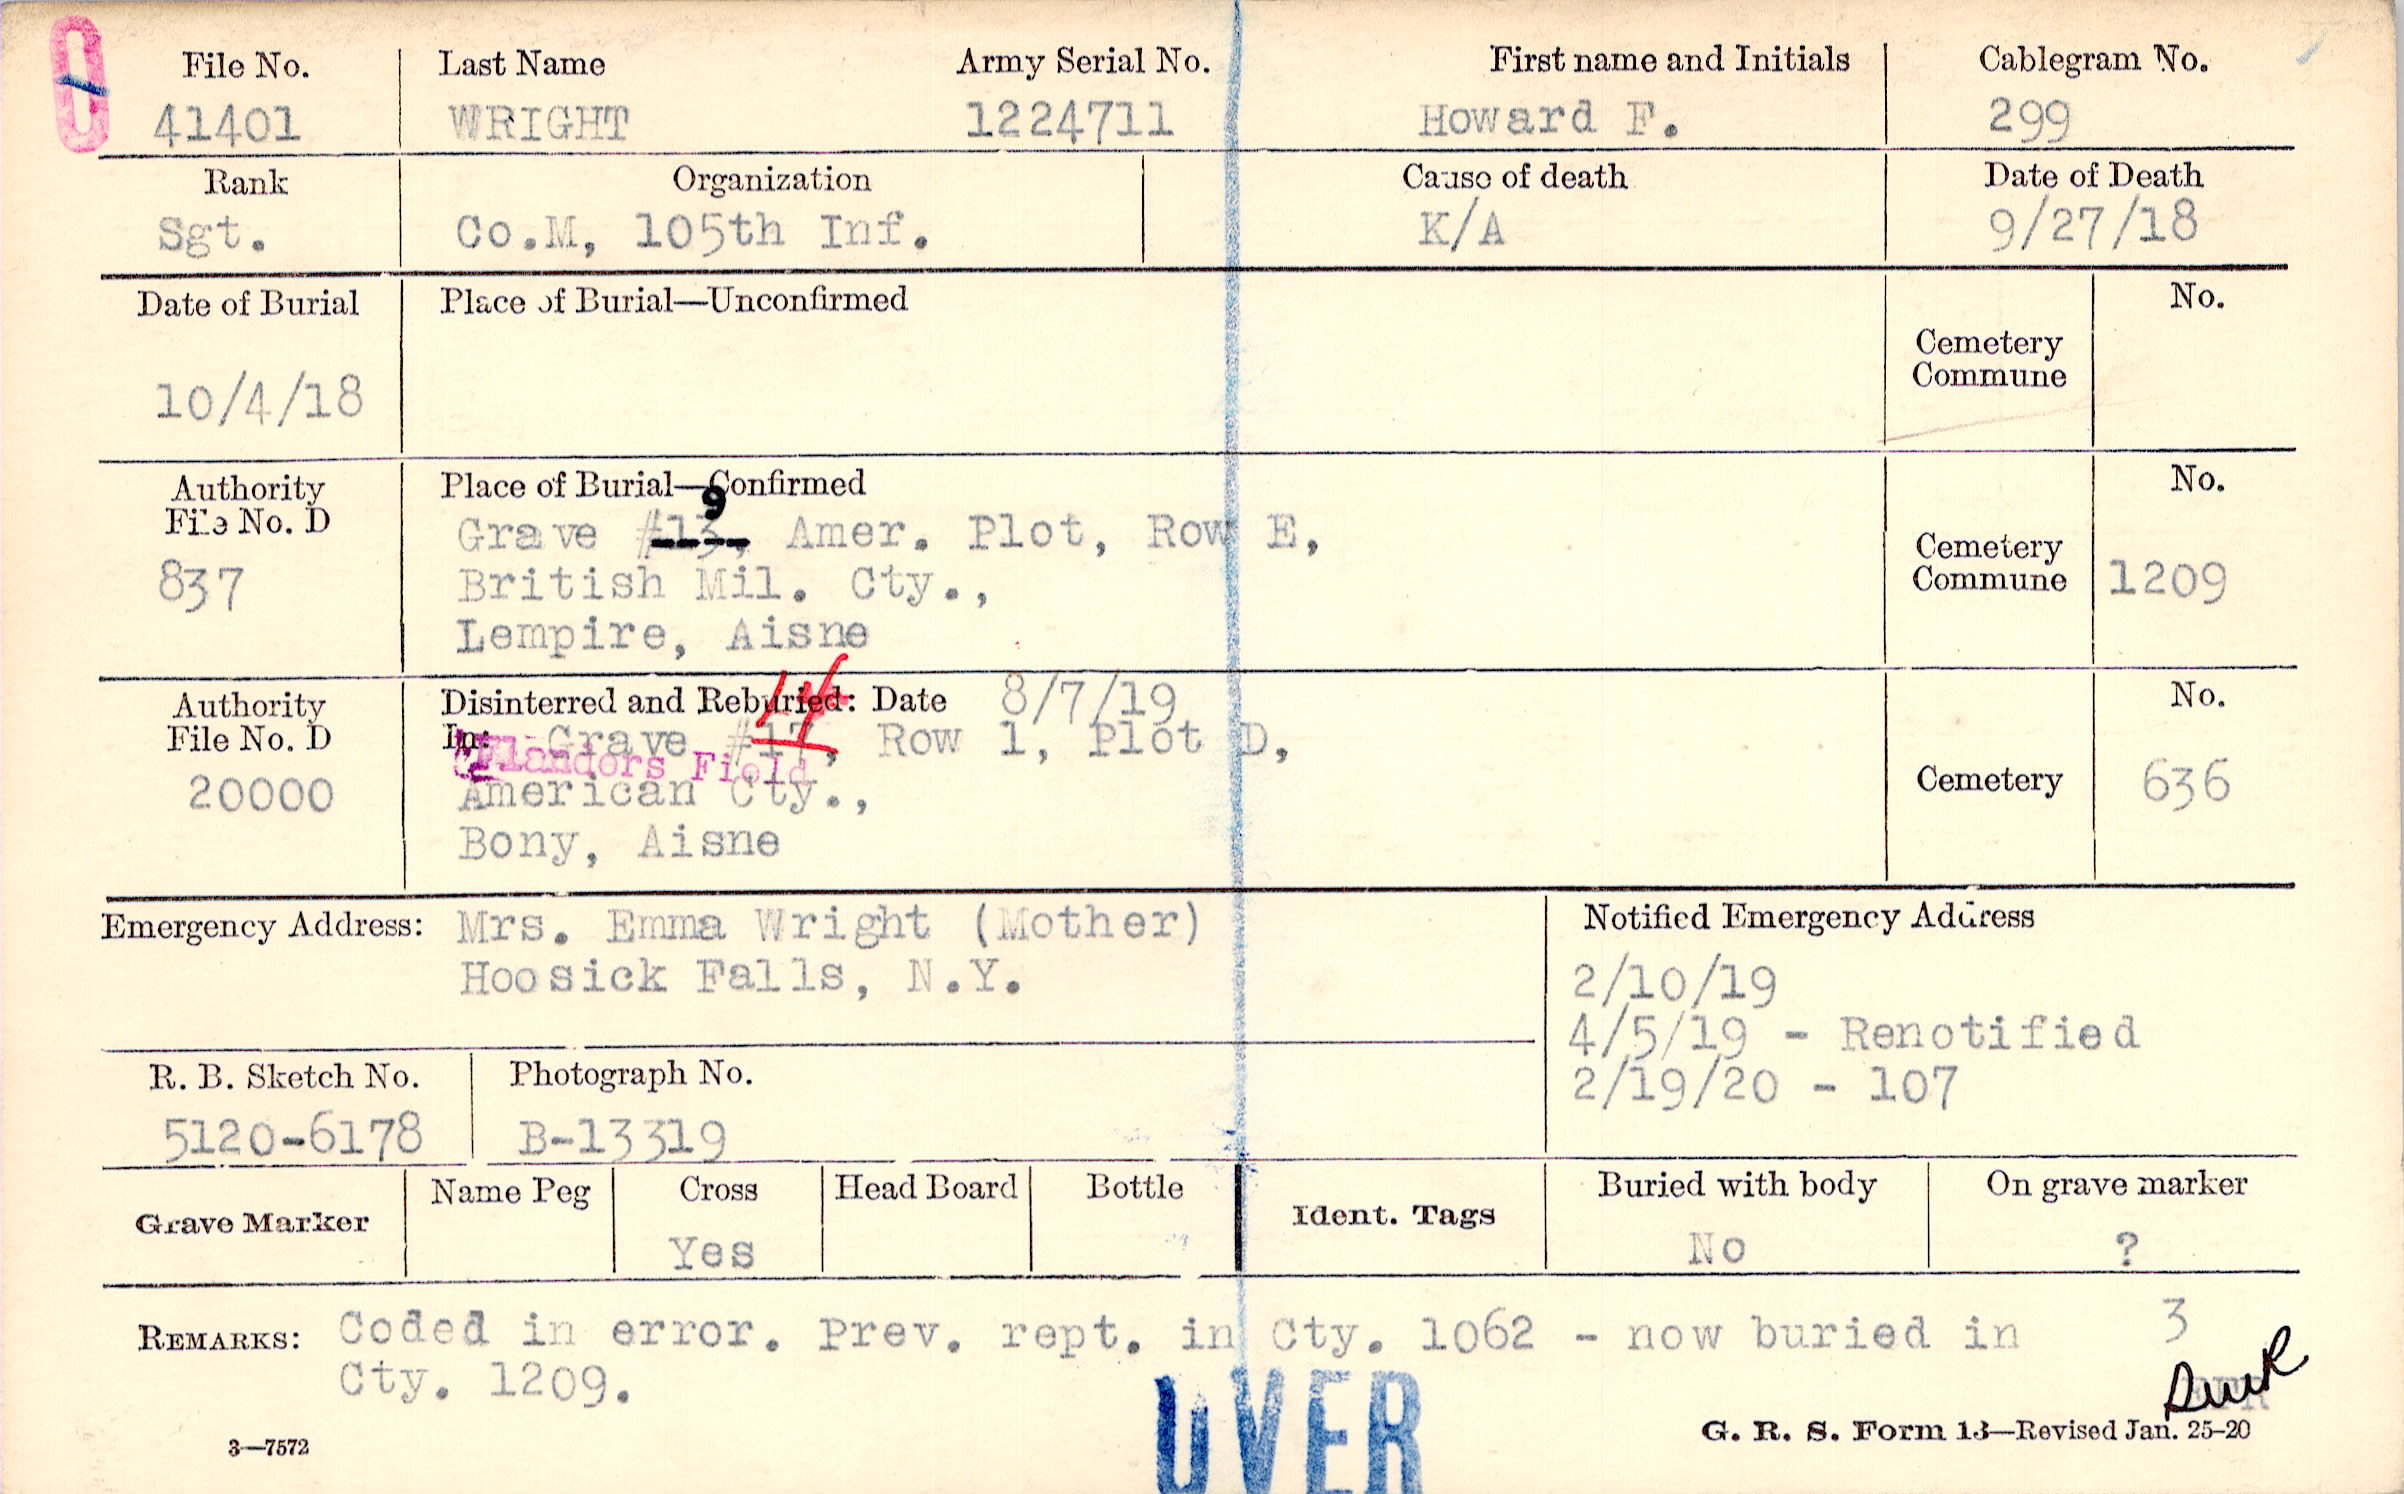 File No. Last Name Army Serial No. First name and Initials Cablegram No.
41401 WRIGHT 1224711 Howard F. 299
Rank Organization Cause of death Date of Death
Sgt. Co.M, 105th Inf. K/A 9/27/18
Date of Burial Place of Burial—Unconfirmed No.
Cemetery
Commune
10/4/18
Authority Place of Burial—Confirmed No.
File No. D
9
Grave #13, Amer. Plot, Row E,
837 British Mil. Cty., Cemetery
Commune 1209
Lempire, Aisne
Authority Disinterred and Reburied: Date 8/7/19 No.
14
File No. D In: Grave #17, Row 1, Plot D,
Flanders Field
20000 American Cty., Cemetery 636
Bony, Aisne
Emergency Address: Mrs. Emma Wright (Mother) Notified Emergency Address
Hoosick Falls, N.Y. 2/10/19
4/5/19 - Renotified
R. B. Sketch No. Photograph No. 2/19/20 - 107
5120-6178 B-13319
Grave Marker Name Peg Cross Head Board Bottle Ident. Tags Buried with body On grave marker
Yes No ?
REMARKS: Coded in error. Prev. rept. in Cty. 1062 - now buried in 3
Cty. 1209.
OVER
3—7572 G. R. S. Form 13—Revised Jan. 25-20